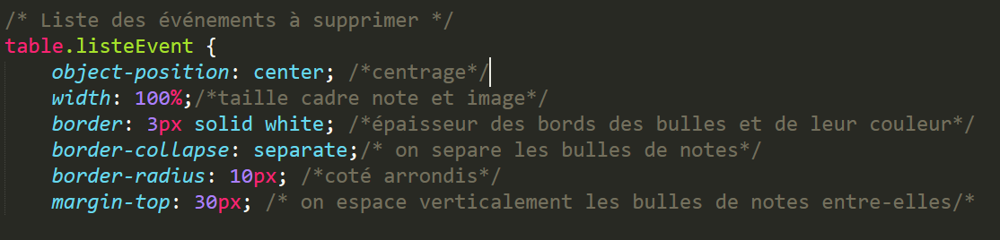 /* Liste des événements à supprimer */
table.listeEvent {
object-position: center; /*centrage*/
width: 100%;/*taille cadre note et image*/
border: 3px solid white; /*épaisseur des bords des bulles et de leur couleur*/
border-collapse: separate;/* on separe les bulles de notes*/
border-radius: 10px; /*coté arrondis*/
margin-top: 30px; /* on espace verticalement les bulles de notes entre-elles/*